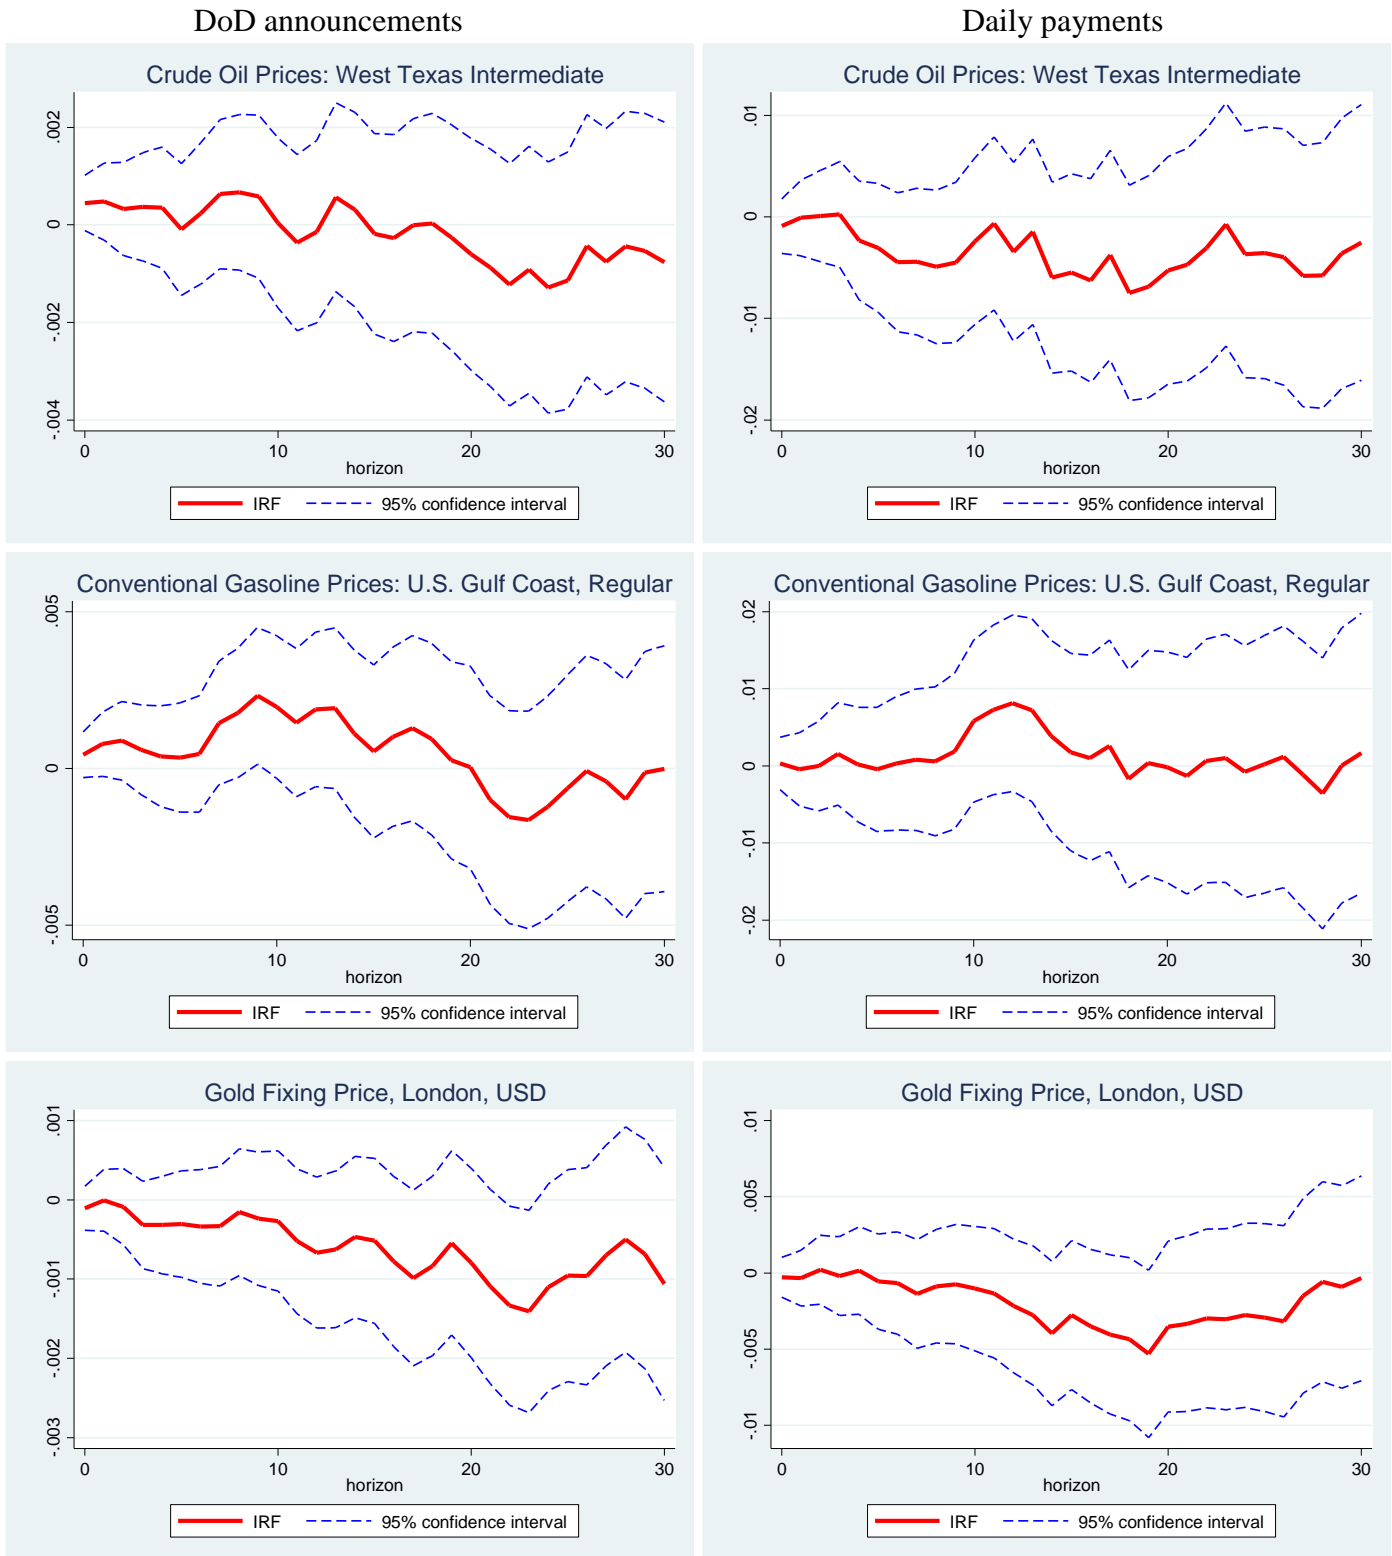 DoD announcements
Daily payments
Crude Oil Prices: West Texas Intermediate
.002
0
-.002
-.004
0
10
20
30
horizon
IRF
95% confidence interval
Crude Oil Prices: West Texas Intermediate
.01
0
-.01
-.02
0
10
20
30
horizon
IRF
95% confidence interval
Conventional Gasoline Prices: U.S. Gulf Coast, Regular
.005
0
-.005
0
10
20
30
horizon
IRF
95% confidence interval
Conventional Gasoline Prices: U.S. Gulf Coast, Regular
.02
.01
0
-.01
-.02
0
10
20
30
horizon
IRF
95% confidence interval
Gold Fixing Price, London, USD
.001
0
-.001
-.002
-.003
0
10
20
30
horizon
IRF
95% confidence interval
Gold Fixing Price, London, USD
.01
.005
0
-.005
-.01
0
10
20
30
horizon
IRF
95% confidence interval